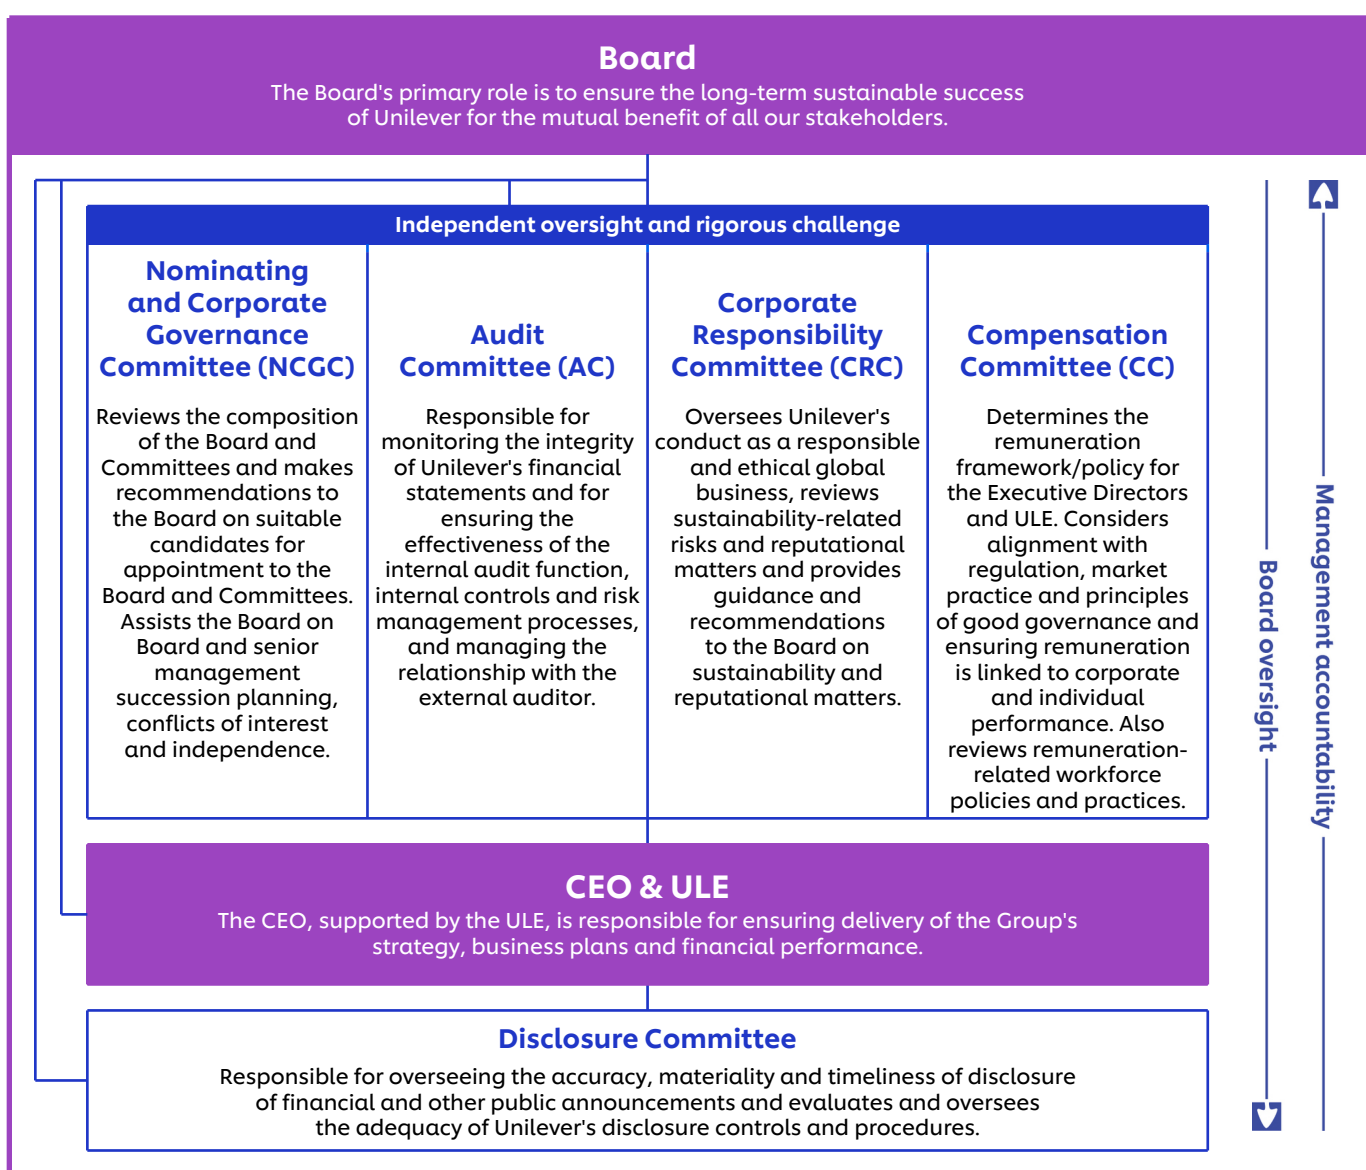 Board
The Board's primary role is to ensure the long-term sustainable success
of Unilever for the mutual benefit of all our stakeholders.
Independent oversight and rigorous challenge
Nominating
and Corporate
Governance
Committee (NCGC)
Reviews the composition
of the Board and
Committees and makes
recommendations to
the Board on suitable
candidates for
appointment to the
Board and Committees.
Assists the Board on
Board and senior
management
succession planning,
conflicts of interest
and independence.
Audit
Committee (AC)
Responsible for
monitoring the integrity
of Unilever's financial
statements and for
ensuring the
effectiveness of the
internal audit function,
internal controls and risk
management processes,
and managing the
relationship with the
external auditor.
Corporate
Responsibility
Committee (CRC)
Oversees Unilever's
conduct as a responsible
and ethical global
business, reviews
sustainability-related
risks and reputational
matters and provides
guidance and
recommendations
to the Board on
sustainability and
reputational matters.
Compensation
Committee (CC)
Determines the
remuneration
framework/policy for
the Executive Directors
and ULE. Considers
alignment with
regulation, market
practice and principles
of good governance and
ensuring remuneration
is linked to corporate
and individual
performance. Also
reviews remuneration-
related workforce
policies and practices.
Board oversight
Management accountability
CEO & ULE
The CEO, supported by the ULE, is responsible for ensuring delivery of the Group's
strategy, business plans and financial performance.
Disclosure Committee
Responsible for overseeing the accuracy, materiality and timeliness of disclosure
of financial and other public announcements and evaluates and oversees
the adequacy of Unilever's disclosure controls and procedures.